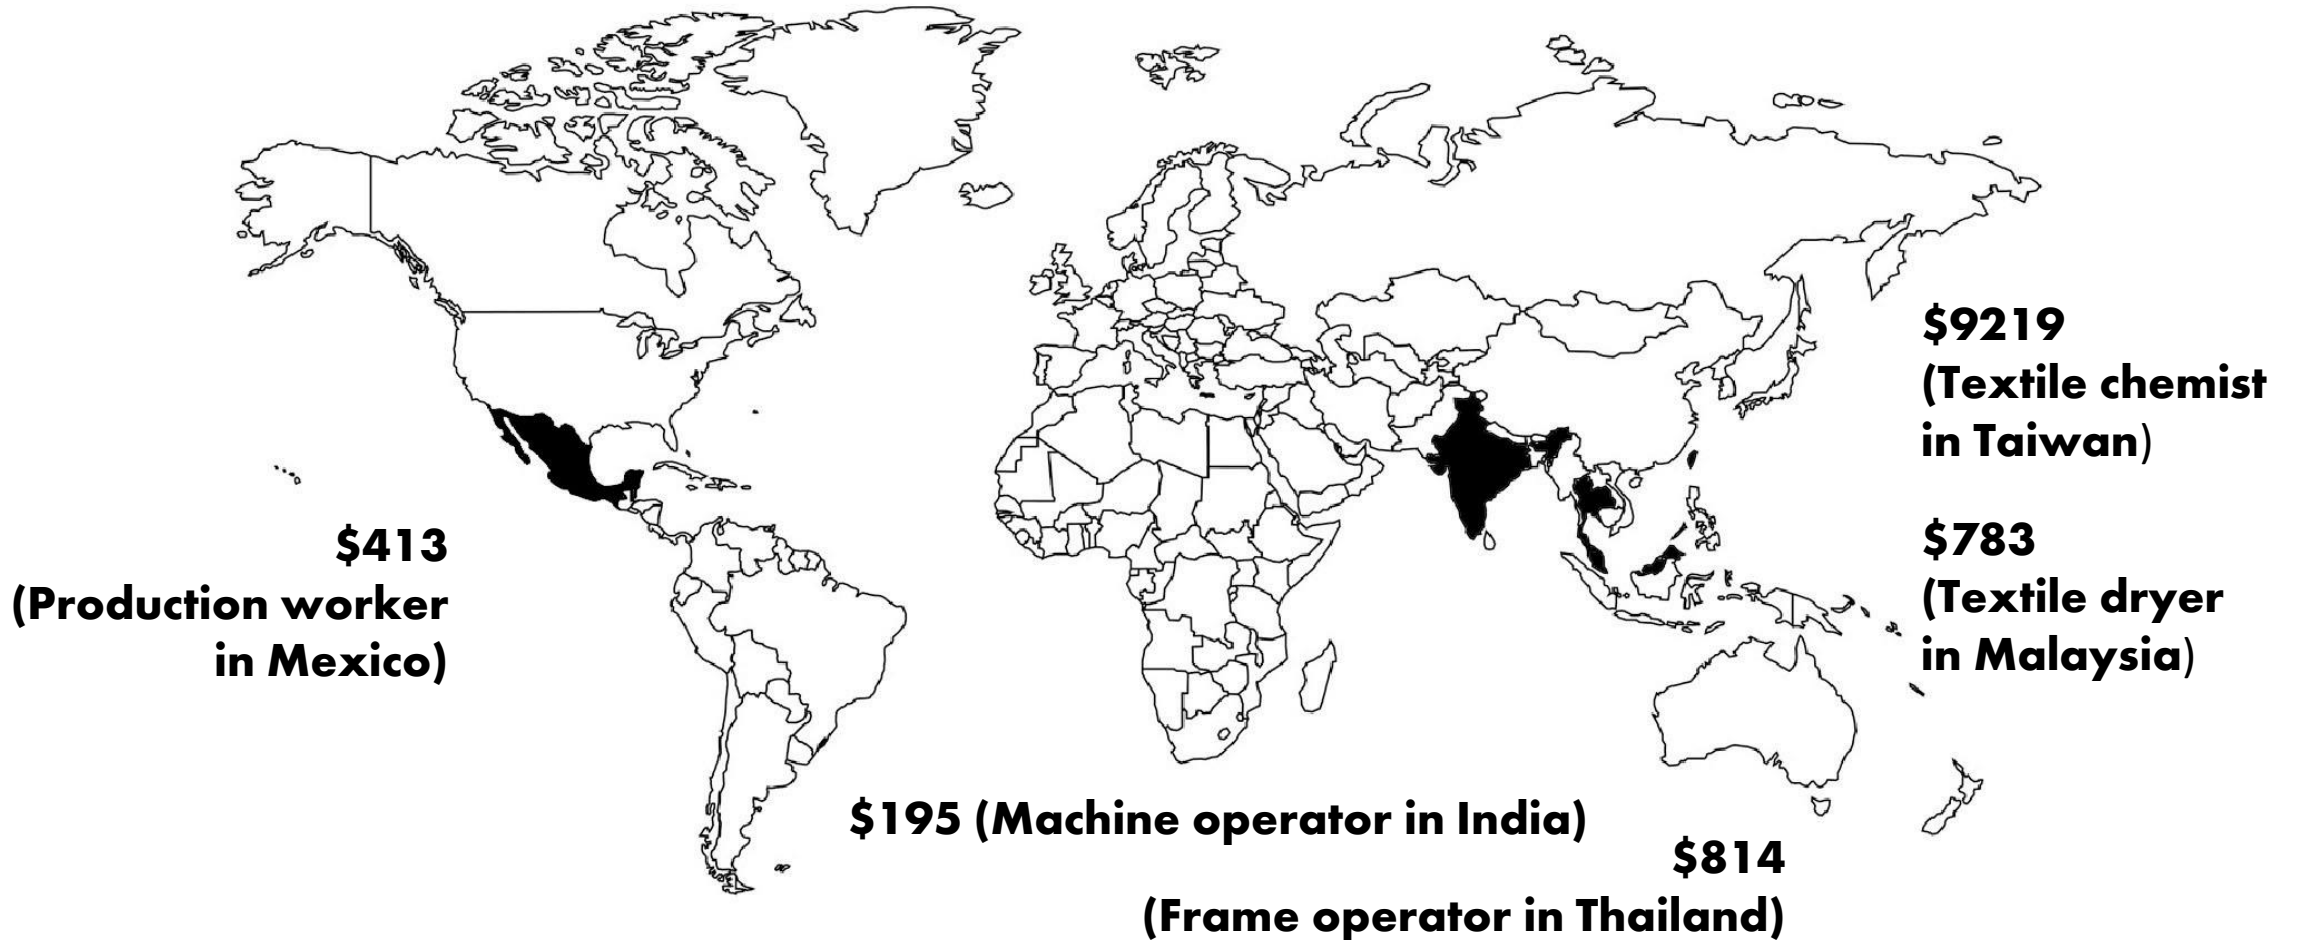 $9219
(Textile chemist
in Taiwan)
$413
(Production worker
in Mexico)
$783
(Textile dryer
in Malaysia)
$195 (Machine operator in India)
$814
(Frame operator in Thailand)